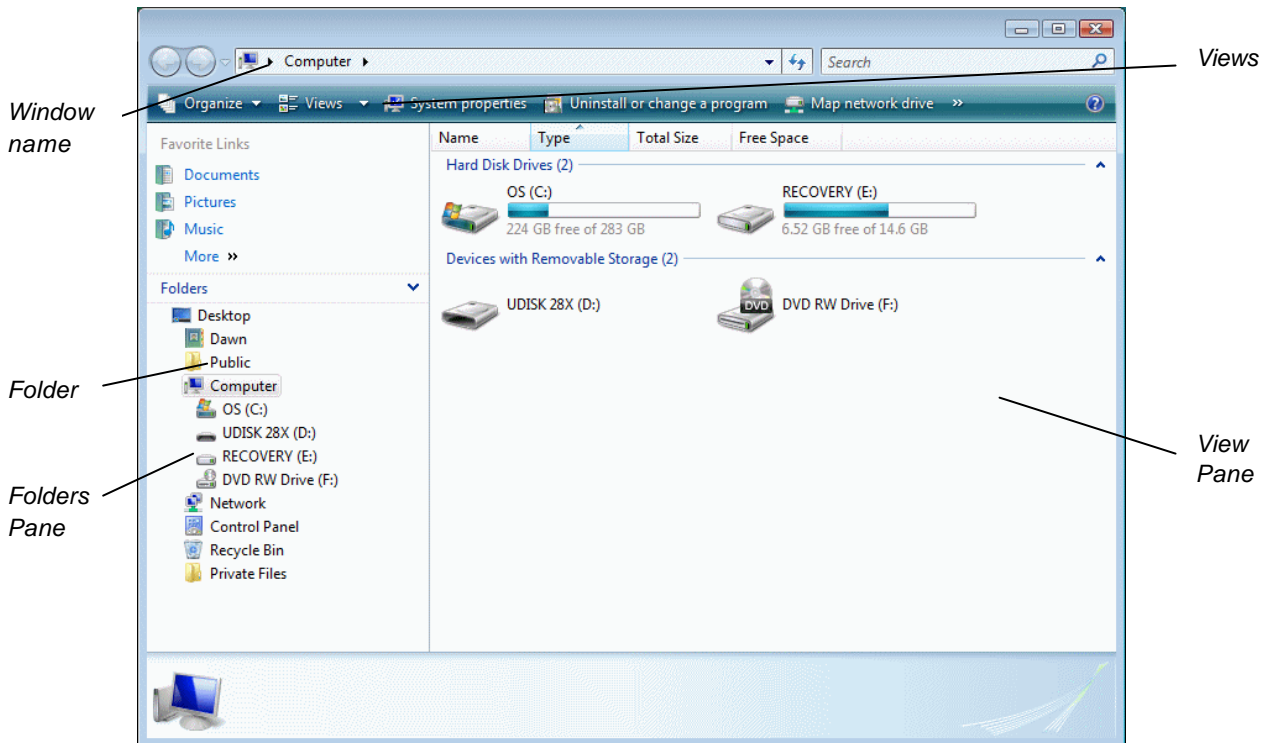 Computer
Search
Views
Organize Views System properties Uninstall or change a program Map network drive »
Window
name
Favorite Links
Documents
Pictures
Music
More »
Folders
Desktop
Dawn
Public
Computer
OS (C:)
UDISK 28X (D:)
RECOVERY (E:)
DVD RW Drive (F:)
Network
Control Panel
Recycle Bin
Private Files
Folder
Folders
Pane
Name Type Total Size Free Space
Hard Disk Drives (2)
OS (C:)
224 GB free of 283 GB
RECOVERY (E:)
6.52 GB free of 14.6 GB
Devices with Removable Storage (2)
UDISK 28X (D:)
DVD
DVD RW Drive (F:)
View
Pane